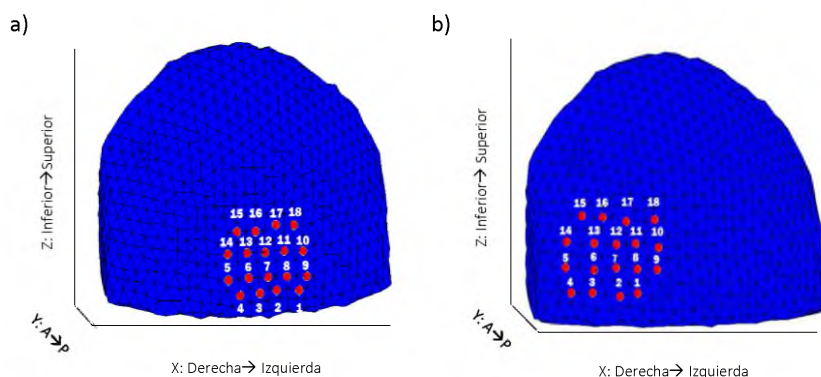 a)
Z: Inferior→ Superior
15 16 17 18
14 13 12 11 10
5 6 7 8 9
4 3 2 1
Y: A→P
X: Derecha→ Izquierda
b)
Z: Inferior→ Superior
15 16 17 18
14 13 12 11 10
5 6 7 8 9
4 3 2 1
Y: A→P
X: Derecha→ Izquierda